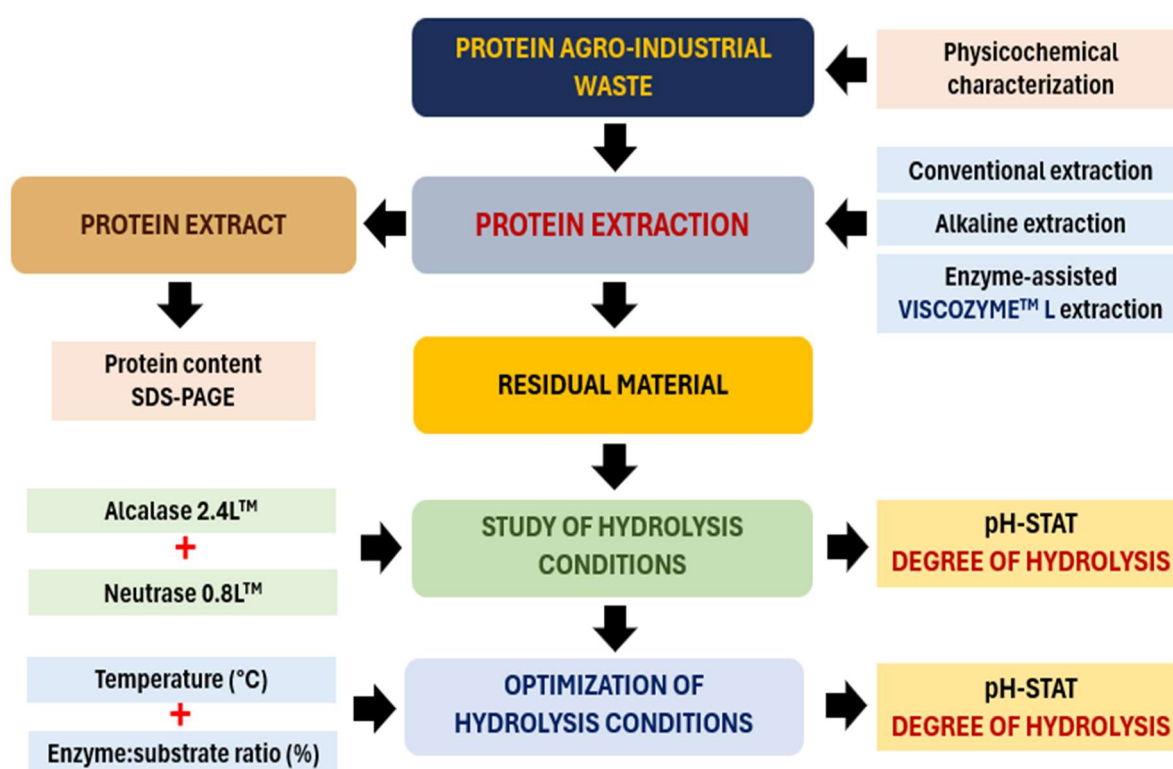 PROTEIN AGRO-INDUSTRIAL
WASTE
Physicochemical
characterization
PROTEIN EXTRACT
PROTEIN EXTRACTION
Conventional extraction
Alkaline extraction
Enzyme-assisted
VISCOZYME™ L extraction
Protein content
SDS-PAGE
RESIDUAL MATERIAL
Alcalase 2.4L™
+
Neutrase 0.8L™
STUDY OF HYDROLYSIS
CONDITIONS
pH-STAT
DEGREE OF HYDROLYSIS
Temperature (°C)
+
Enzyme:substrate ratio (%)
OPTIMIZATION OF
HYDROLYSIS CONDITIONS
pH-STAT
DEGREE OF HYDROLYSIS